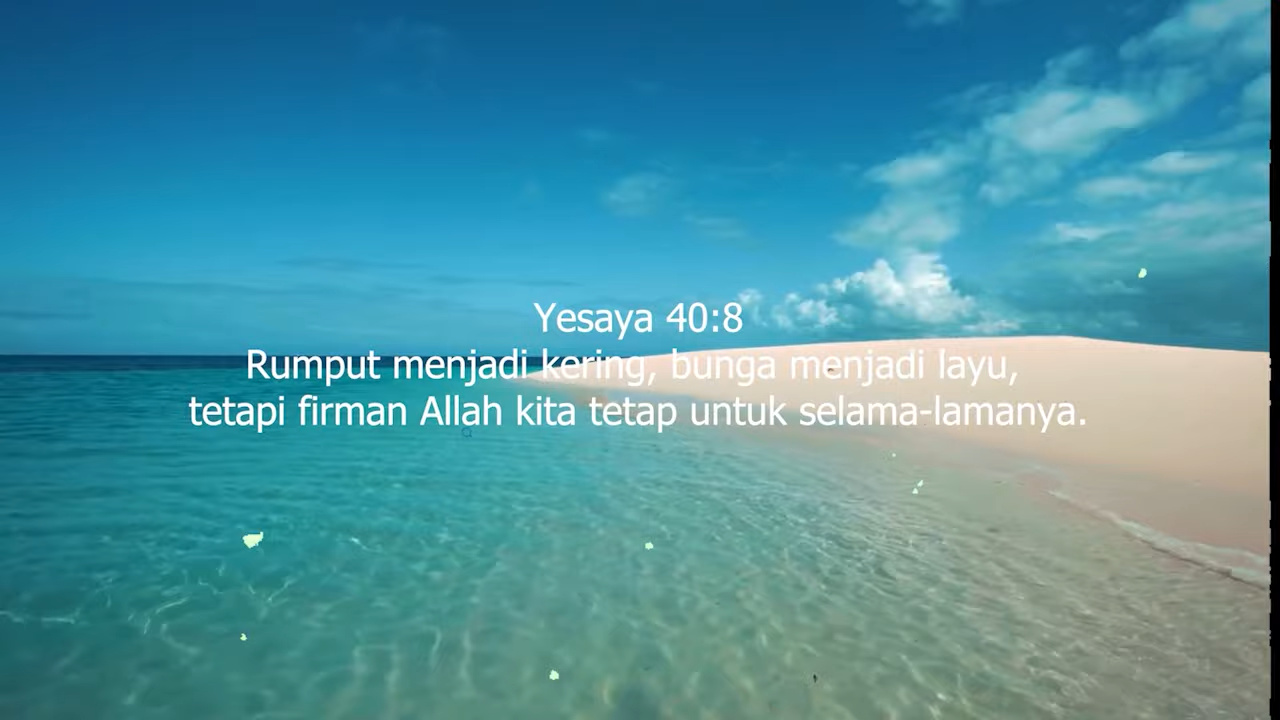 Yesaya 40:8
Rumput menjadi kering, bunga menjadi layu,
tetapi firman Allah kita tetap untuk selama-lamanya.